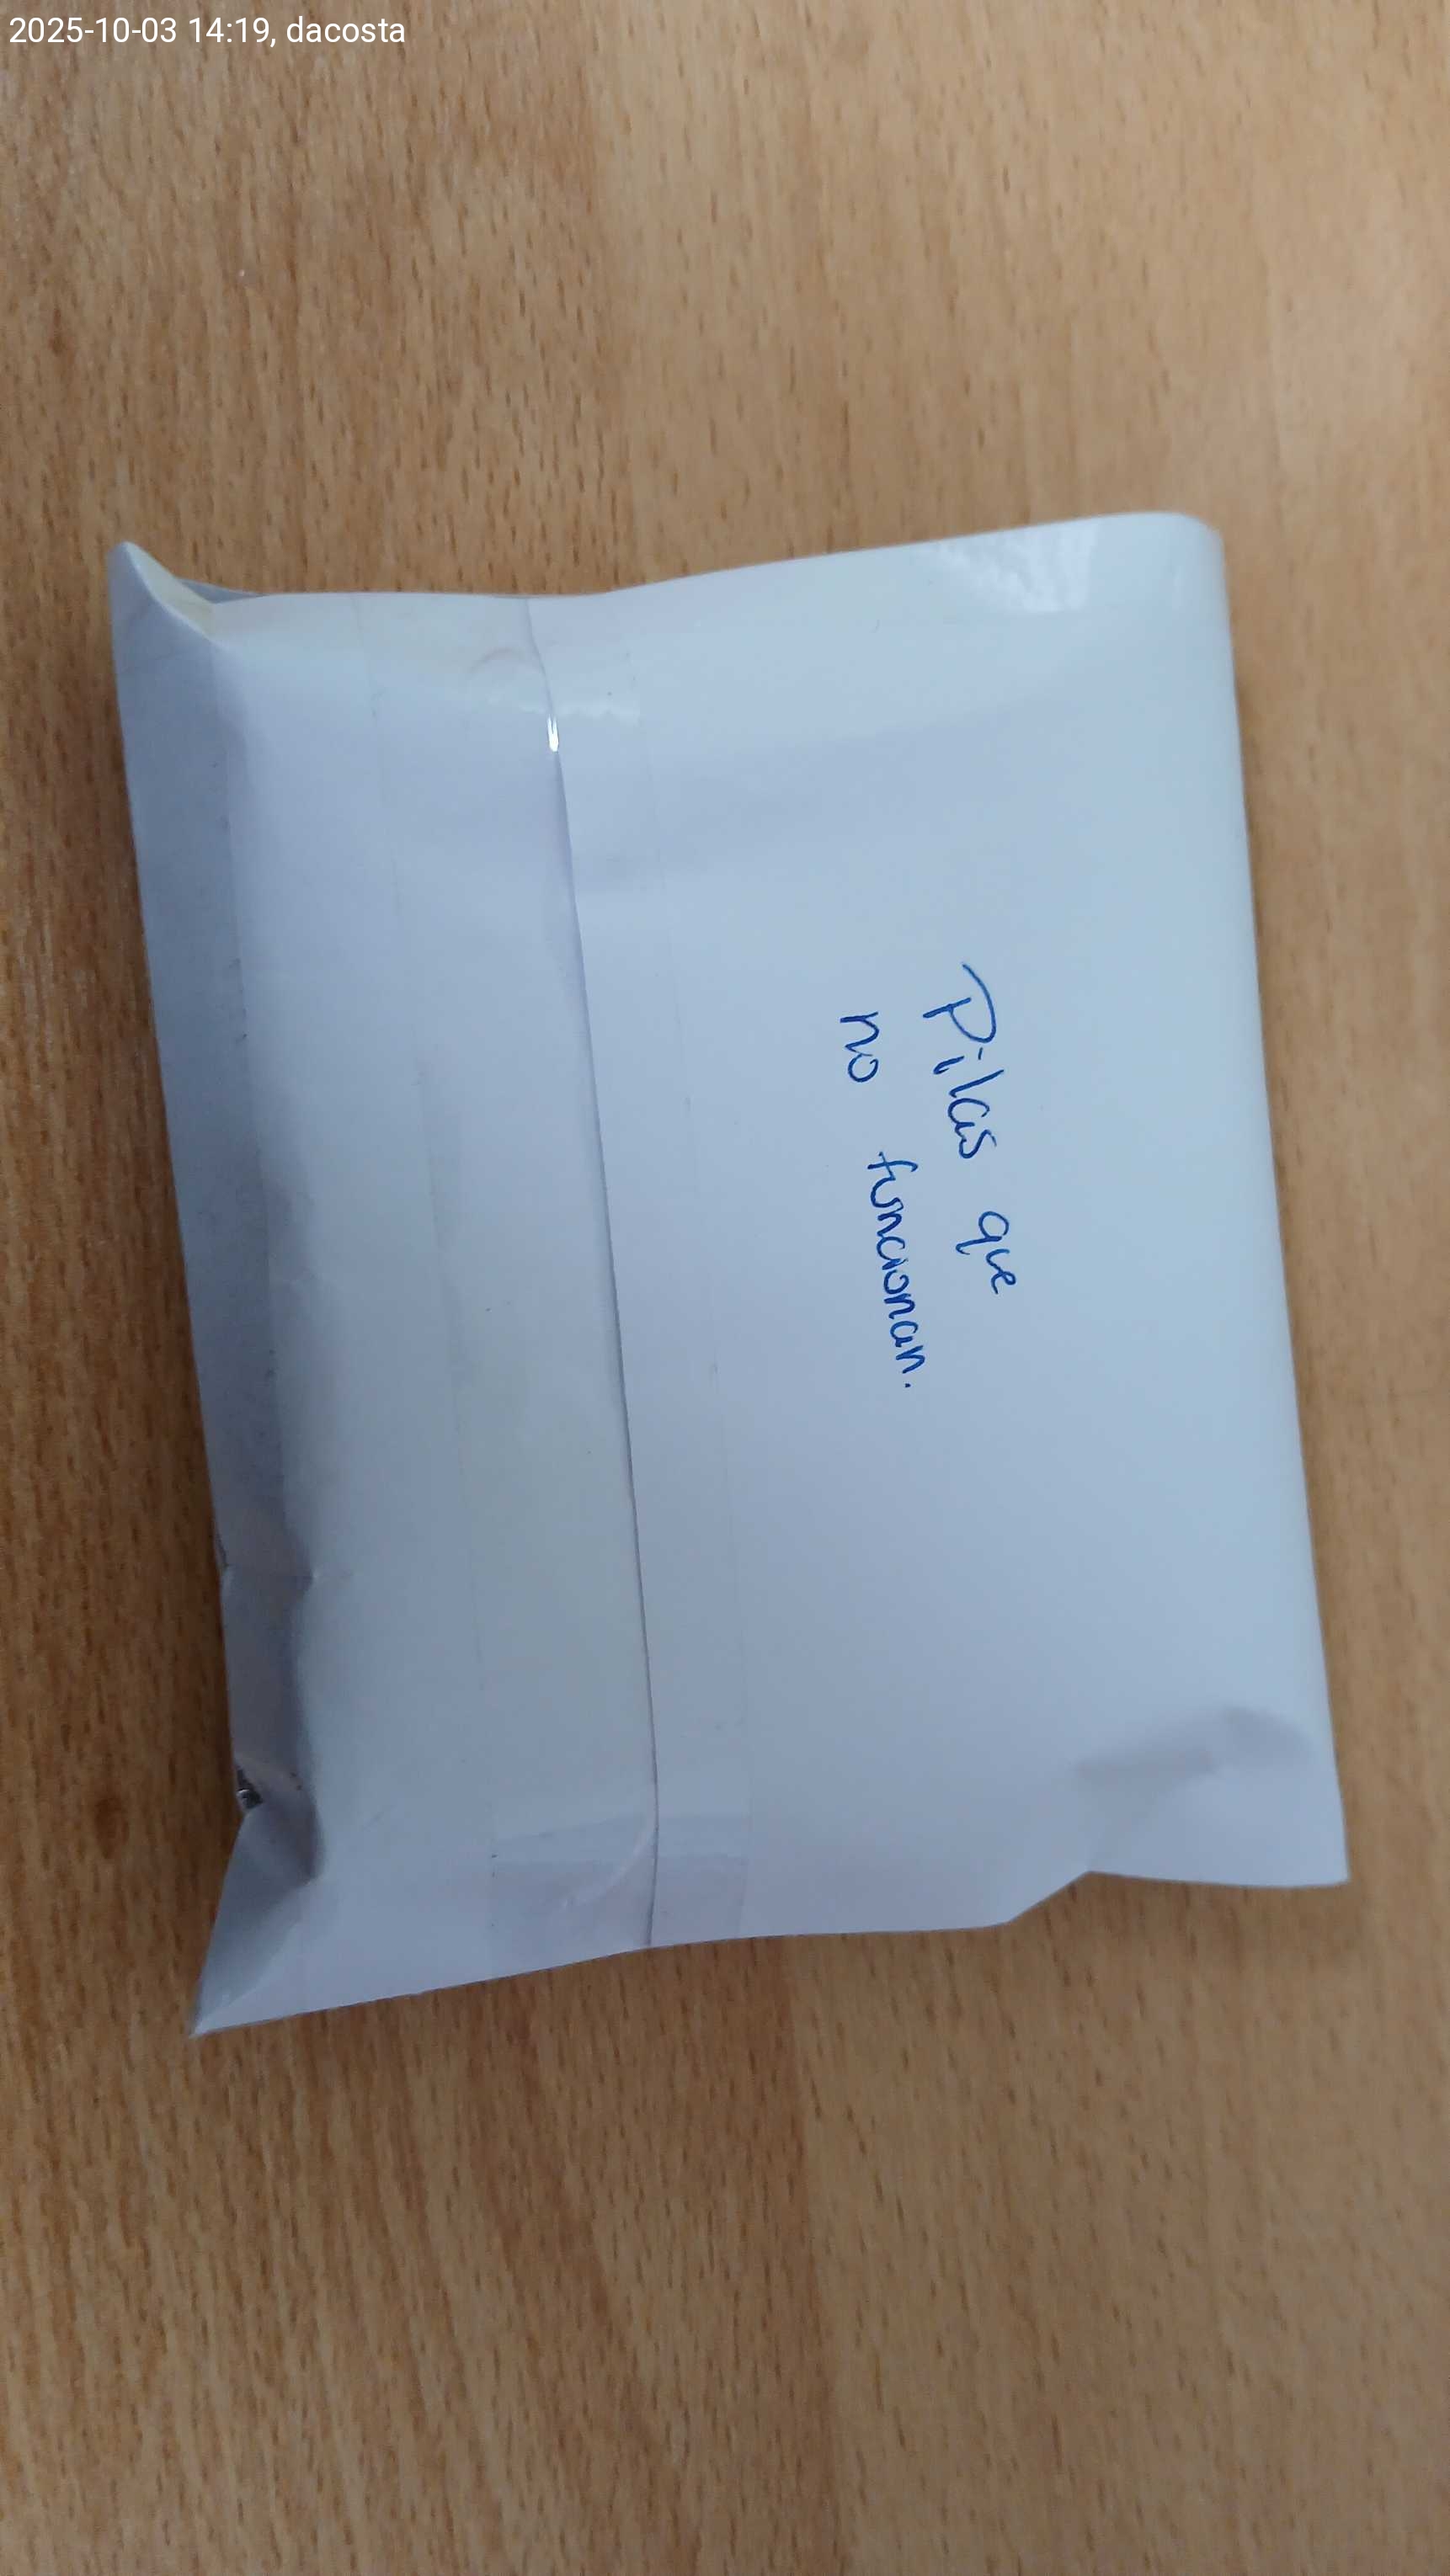 2025-10-03 14:19, dacosta
Pilas que
no funcionan.